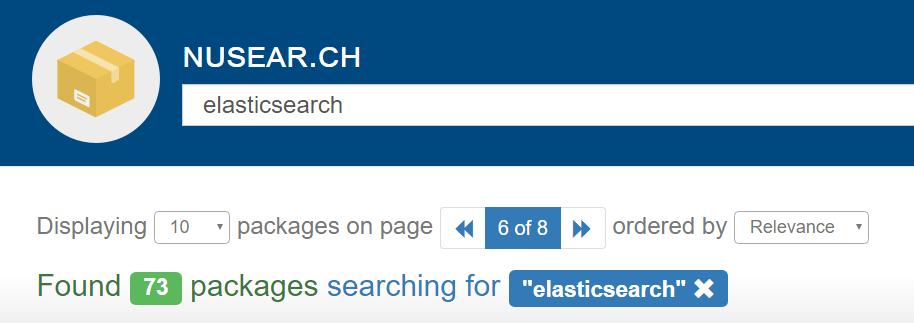 NUSEAR.CH
elasticsearch
Displaying 10 packages on page 6 of 8 ordered by Relevance
Found 73 packages searching for "elasticsearch" ✖